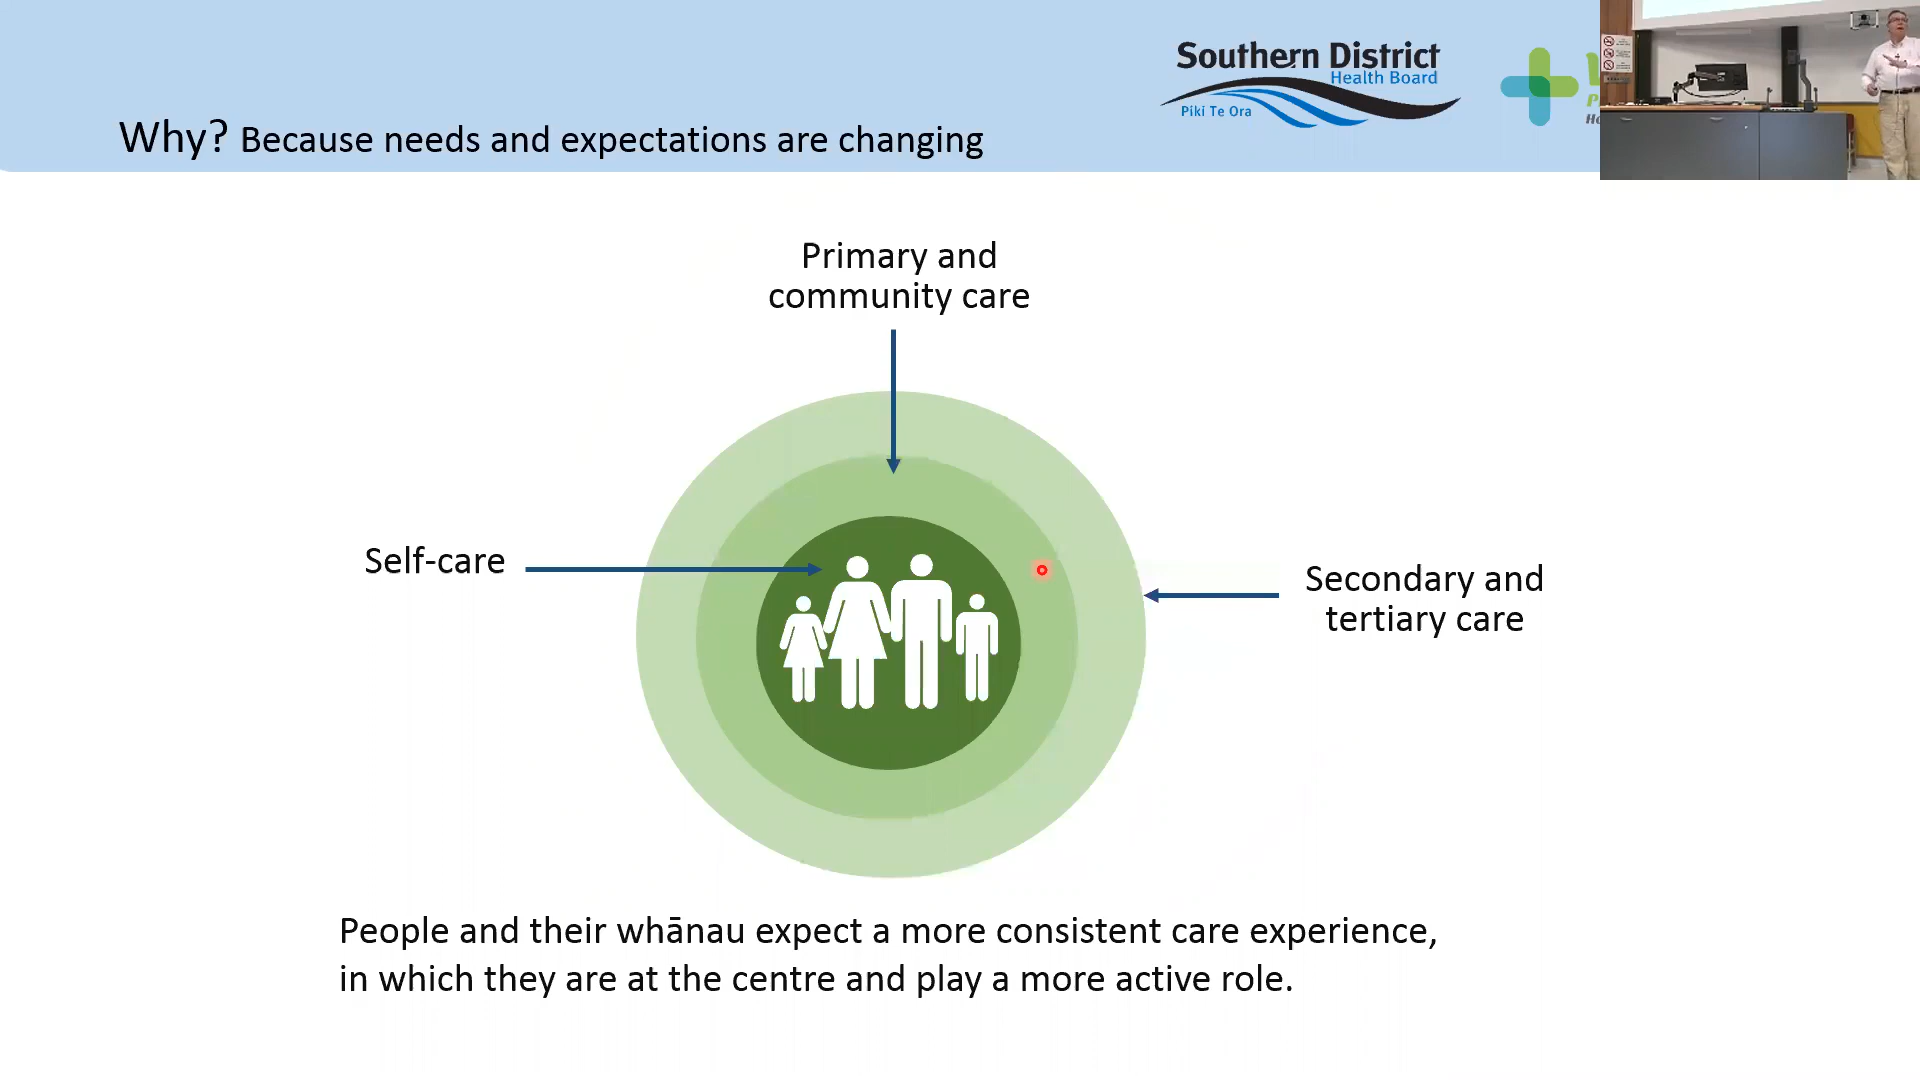 Southern District
Health Board
Piki Te Ora
Why? Because needs and expectations are changing
Primary and
community care
Self-care
Secondary and
tertiary care
People and their whānau expect a more consistent care experience,
in which they are at the centre and play a more active role.